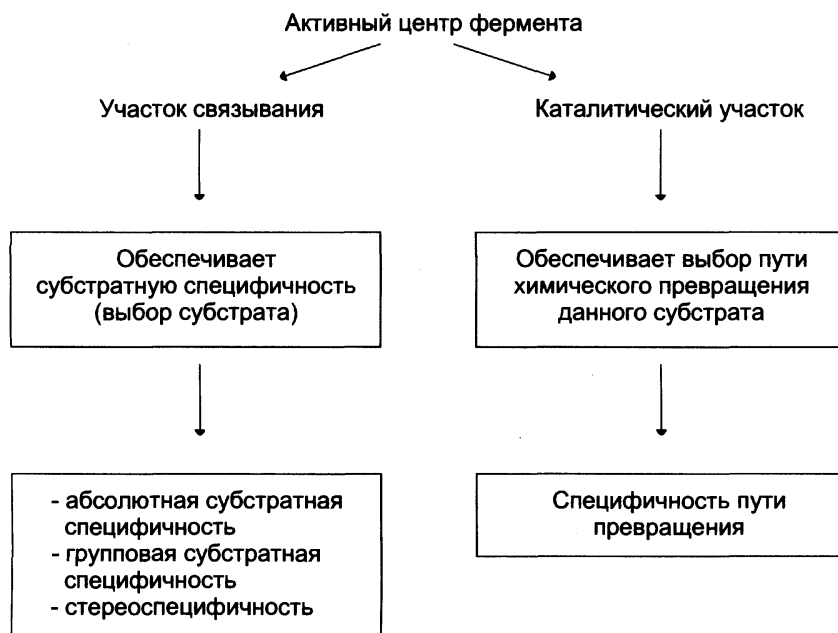 Активный центр фермента
Участок связывания
Каталитический участок
Обеспечивает
субстратную специфичность
(выбор субстрата)
Обеспечивает выбор пути
химического превращения
данного субстрата
- абсолютная субстратная
специфичность
- групповая субстратная
специфичность
- стереоспецифичность
Специфичность пути
превращения